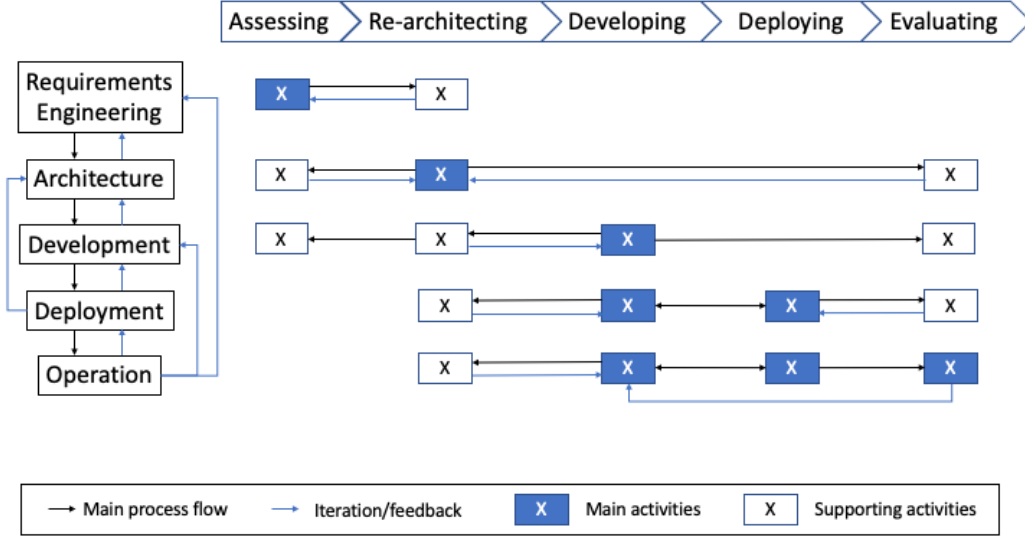 Assessing Re-architecting Developing Deploying Evaluating
Requirements
Engineering
X X
Architecture
X X X
Development
X X X X
Deployment
X X X X
Operation
X X X X
Main process flow Iteration/feedback X Main activities X Supporting activities